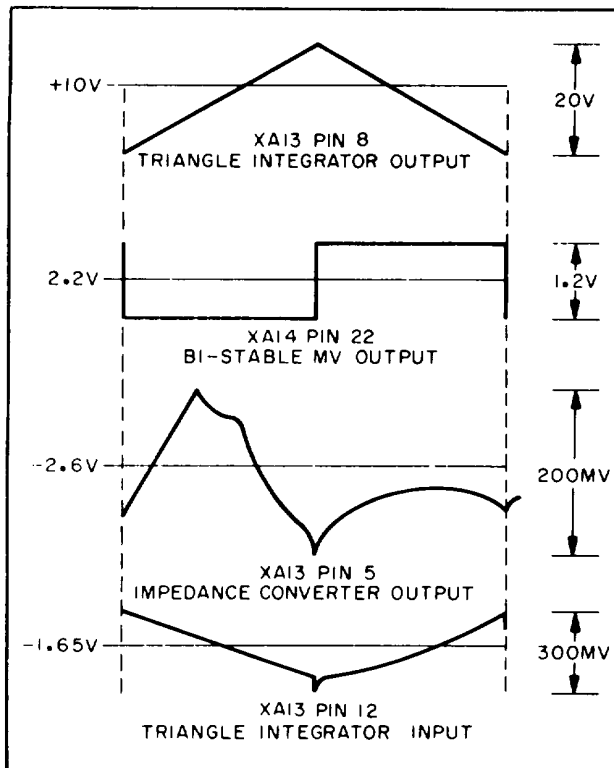 +10V
20V
XA13 PIN 8
TRIANGLE INTEGRATOR OUTPUT
2.2V
1.2V
XA14 PIN 22
BI-STABLE MV OUTPUT
-2.6V
200MV
XA13 PIN 5
IMPEDANCE CONVERTER OUTPUT
-1.65V
300MV
XA13 PIN 12
TRIANGLE INTEGRATOR INPUT